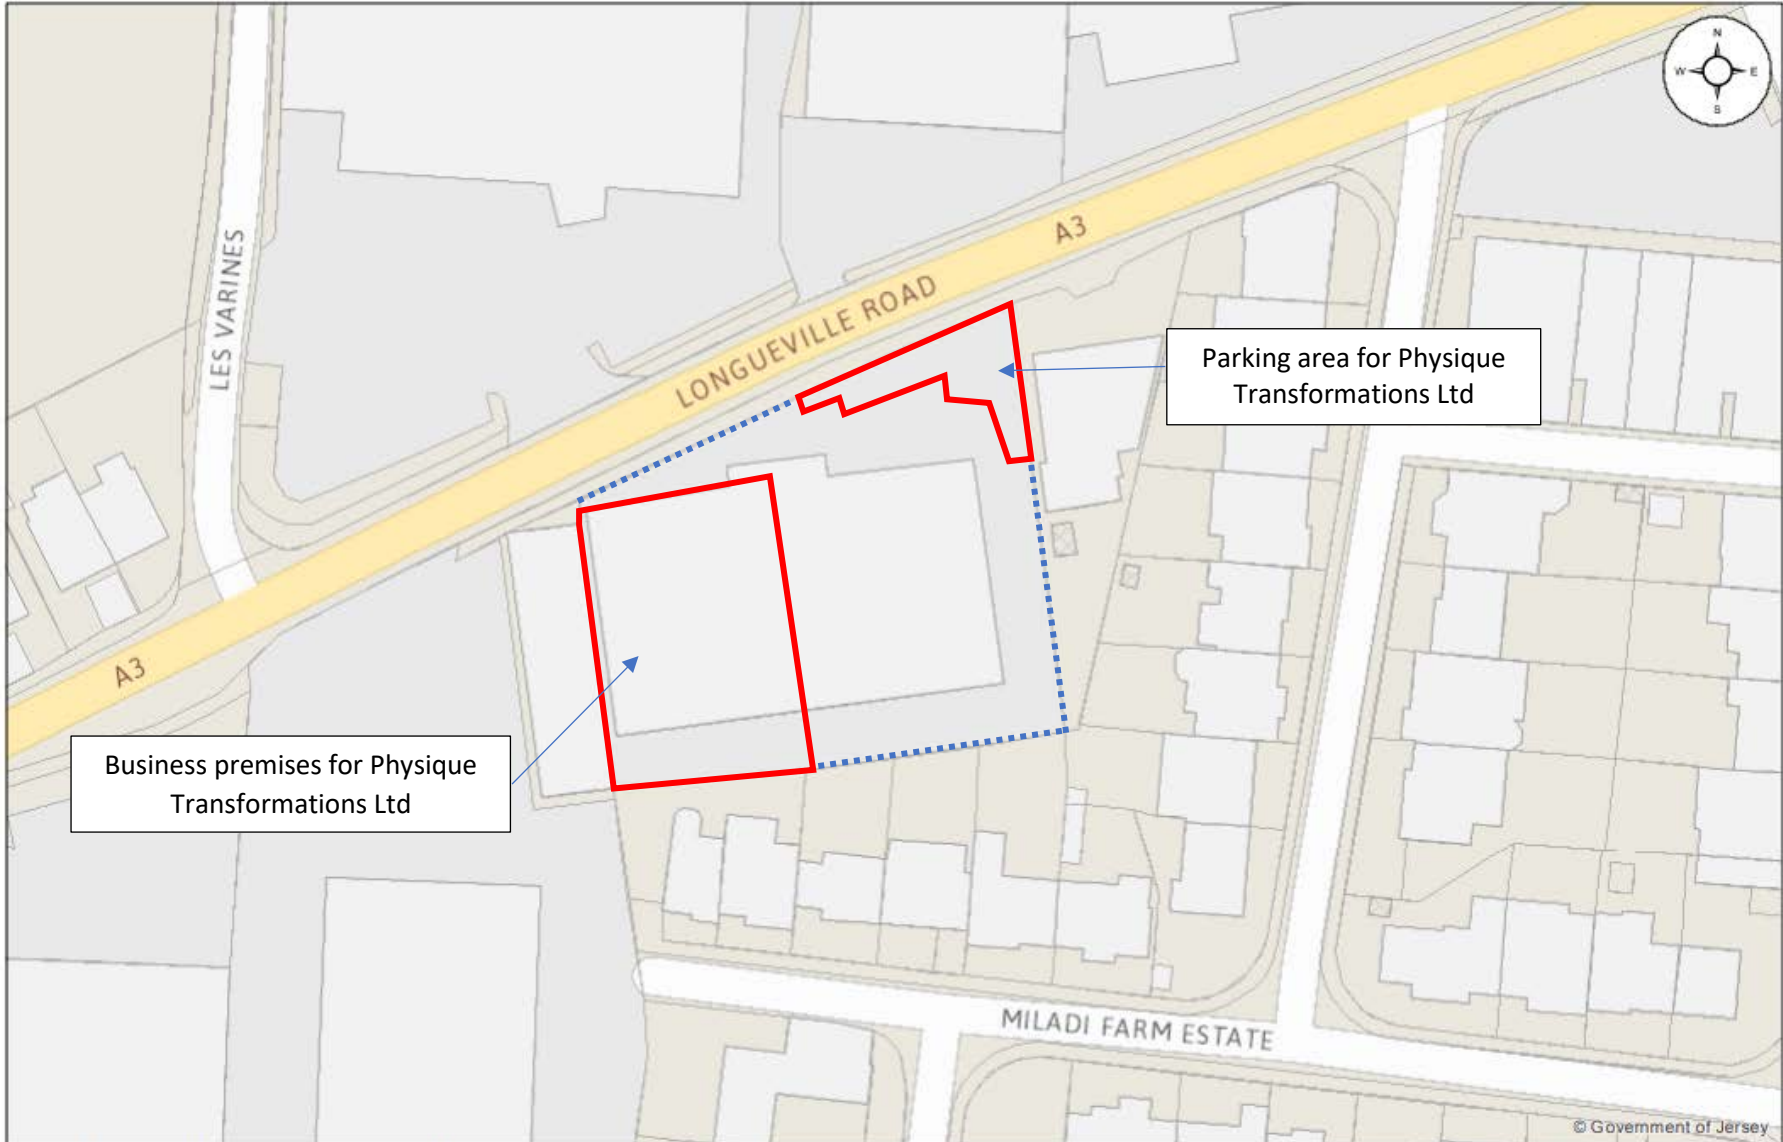 N
W
E
S
A3
LES VARINES
LONGUEVILLE ROAD
Parking area for Physique
Transformations Ltd
A3
Business premises for Physique
Transformations Ltd
MILADI FARM ESTATE
© Government of Jersey